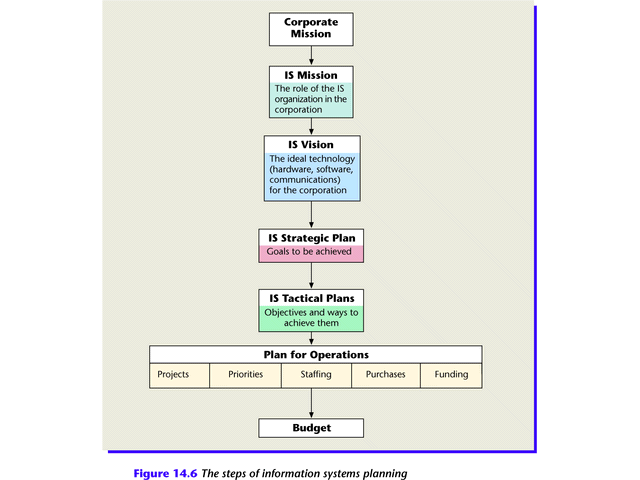 Corporate
Mission
IS Mission
The role of the IS
organization in the
corporation
IS Vision
The ideal technology
(hardware, software,
communications)
for the corporation
IS Strategic Plan
Goals to be achieved
IS Tactical Plans
Objectives and ways to
achieve them
Plan for Operations
Projects Priorities Staffing Purchases Funding
Budget
Figure 14.6 The steps of information systems planning